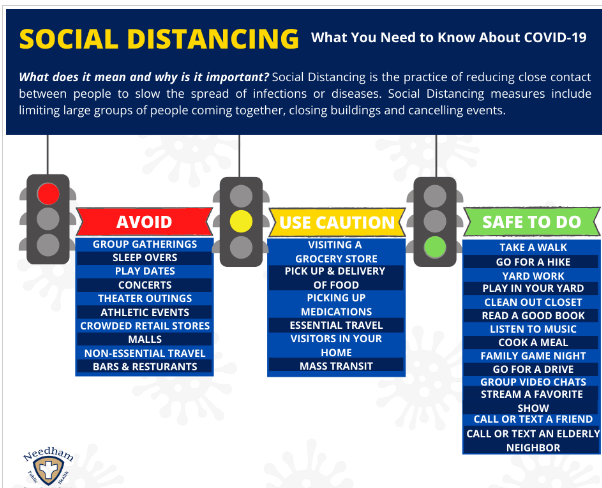 SOCIAL DISTANCING What You Need to Know About COVID-19
What does it mean and why is it important? Social Distancing is the practice of reducing close contact
between people to slow the spread of infections or diseases. Social Distancing measures include
limiting large groups of people coming together, closing buildings and cancelling events.
AVOID
GROUP GATHERINGS
SLEEP OVERS
PLAY DATES
CONCERTS
THEATER OUTINGS
ATHLETIC EVENTS
CROWDED RETAIL STORES
MALLS
NON-ESSENTIAL TRAVEL
BARS & RESTURANTS
USE CAUTION
VISITING A
GROCERY STORE
PICK UP & DELIVERY
OF FOOD
PICKING UP
MEDICATIONS
ESSENTIAL TRAVEL
VISITORS IN YOUR
HOME
MASS TRANSIT
SAFE TO DO
TAKE A WALK
GO FOR A HIKE
YARD WORK
PLAY IN YOUR YARD
CLEAN OUT CLOSET
READ A GOOD BOOK
LISTEN TO MUSIC
COOK A MEAL
FAMILY GAME NIGHT
GO FOR A DRIVE
GROUP VIDEO CHATS
STREAM A FAVORITE
SHOW
CALL OR TEXT A FRIEND
CALL OR TEXT AN ELDERLY
NEIGHBOR
Needham
Public Health